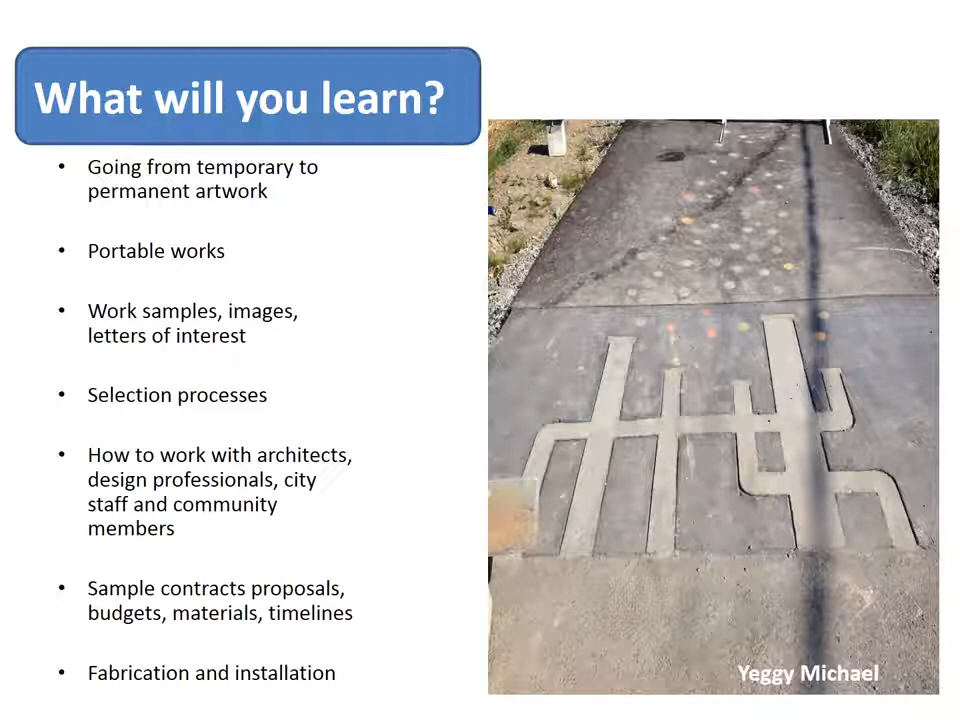 What will you learn?
• Going from temporary to
permanent artwork
• Portable works
• Work samples, images,
letters of interest
• Selection processes
• How to work with architects,
design professionals, city
staff and community
members
• Sample contracts proposals,
budgets, materials, timelines
• Fabrication and installation
Yeggy Michael